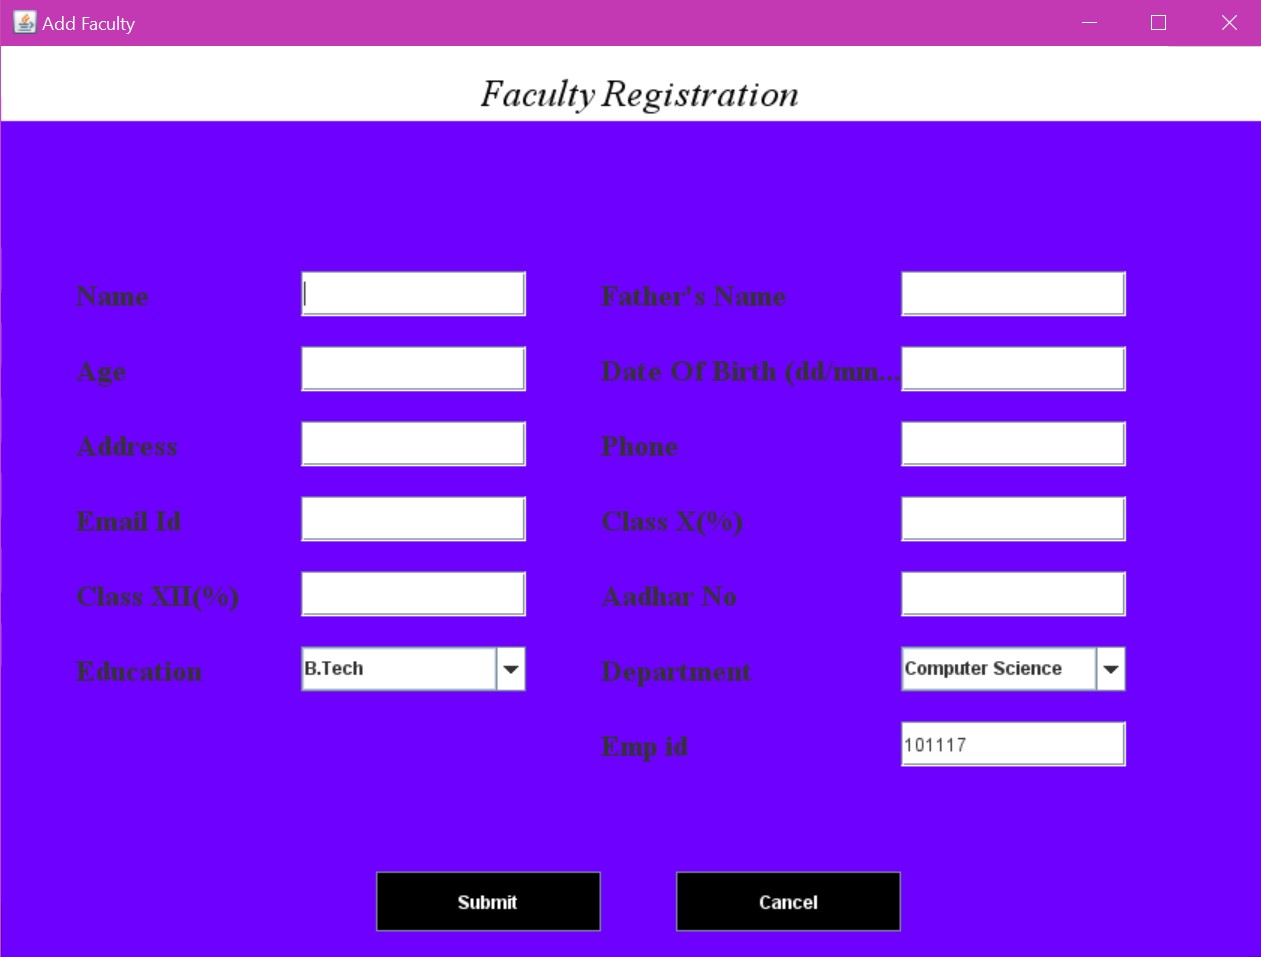 Add Faculty
Faculty Registration
Name
Father's Name
Age
Date Of Birth (dd/mm...
Address
Phone
Email Id
Class X(%)
Class XII(%)
Aadhar No
Education B.Tech
Department Computer Science
Emp id 101117
Submit
Cancel